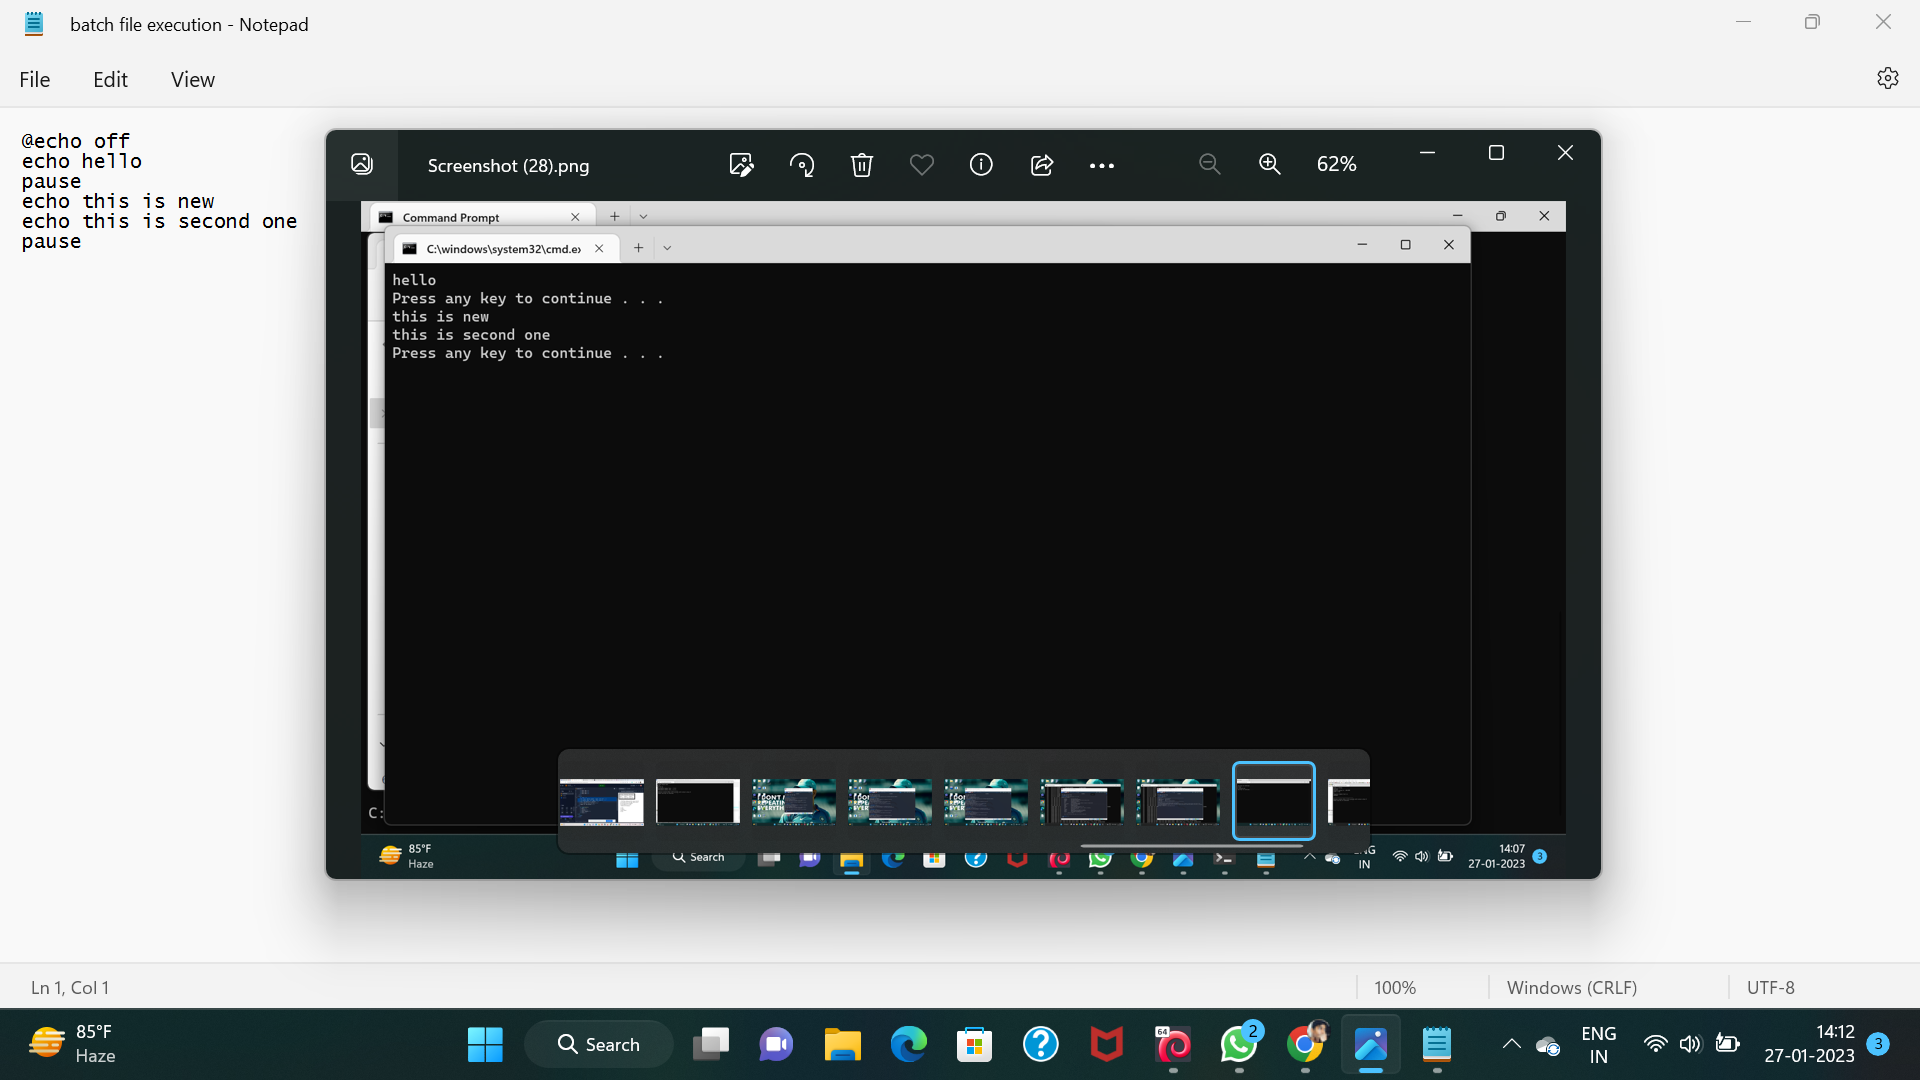 batch file execution - Notepad
File Edit View
@echo off
echo hello
pause
echo this is new
echo this is second one
pause
Screenshot (28).png 62%
Command Prompt
C:\windows\system32\cmd.e
hello
Press any key to continue . . .
this is new
this is second one
Press any key to continue . . .
C:
85°F
Haze
Search
IN
14:07
27-01-2023
3
Ln 1, Col 1 100% Windows (CRLF) UTF-8
85°F
Haze
Search
64
2
ENG
IN
14:12
27-01-2023
3